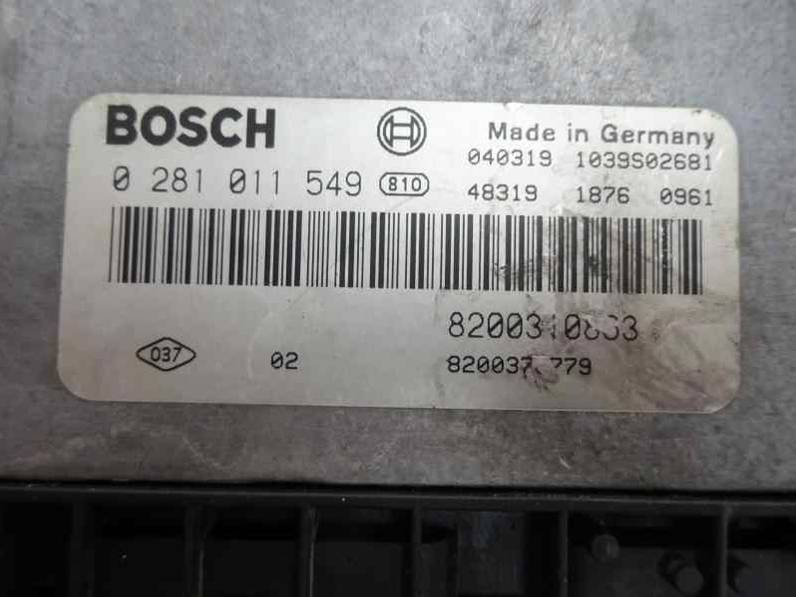 BOSCH
Made in Germany
040319 1039S02681
0 281 011 549 810
48319 1876 0961
037 02